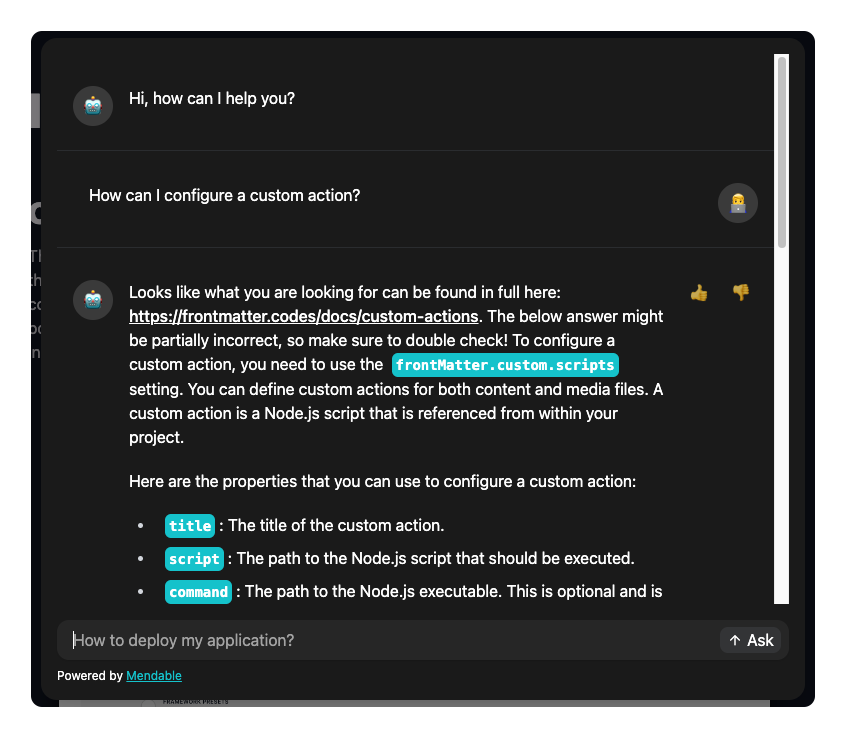 Hi, how can I help you?
How can I configure a custom action?
Looks like what you are looking for can be found in full here:
https://frontmatter.codes/docs/custom-actions. The below answer might
be partially incorrect, so make sure to double check! To configure a
custom action, you need to use the frontMatter.custom.scripts
setting. You can define custom actions for both content and media files. A
custom action is a Node.js script that is referenced from within your
project.
Here are the properties that you can use to configure a custom action:
• title : The title of the custom action.
• script : The path to the Node.js script that should be executed.
• command : The path to the Node.js executable. This is optional and is
How to deploy my application?
↑ Ask
Powered by Mendable
FRAMEWORK PRESETS